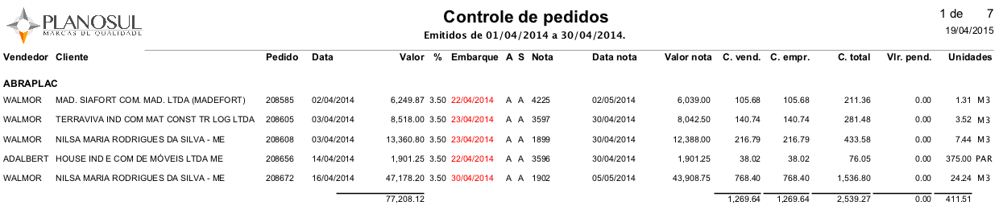 PLANOSUL
MARCAS DE QUALIDADE
Controle de pedidos
Emitidos de 01/04/2014 a 30/04/2014.
1 de 7
19/04/2015
Vendedor Cliente Pedido Data Valor % Embarque A S Nota Data nota Valor nota C. vend. C. empr. C. total Vlr. pend. Unidades
ABRAPLAC
WALMOR MAD. SIAFORT COM. MAD. LTDA (MADEFORT) 208585 02/04/2014 6,249.87 3.50 22/04/2014 A A 4225 02/05/2014 6,039.00 105.68 105.68 211.36 0.00 1.31 M3
WALMOR TERRAVIVA IND COM MAT CONST TR LOG LTDA 208605 03/04/2014 8,518.00 3.50 23/04/2014 A A 3597 30/04/2014 8,042.50 140.74 140.74 281.48 0.00 3.52 M3
WALMOR NILSA MARIA RODRIGUES DA SILVA - ME 208608 03/04/2014 13,360.80 3.50 23/04/2014 A A 1899 30/04/2014 12,388.00 216.79 216.79 433.58 0.00 7.44 M3
ADALBERT HOUSE IND E COM DE MÓVEIS LTDA ME 208656 14/04/2014 1,901.25 3.50 22/04/2014 A A 3596 30/04/2014 1,901.25 38.02 38.02 76.05 0.00 375.00 PAR
WALMOR NILSA MARIA RODRIGUES DA SILVA - ME 208672 16/04/2014 47,178.20 3.50 30/04/2014 A A 1902 05/05/2014 43,908.75 768.40 768.40 1,536.80 0.00 24.24 M3
77,208.12 1,269.64 1,269.64 2,539.27 0.00 411.51